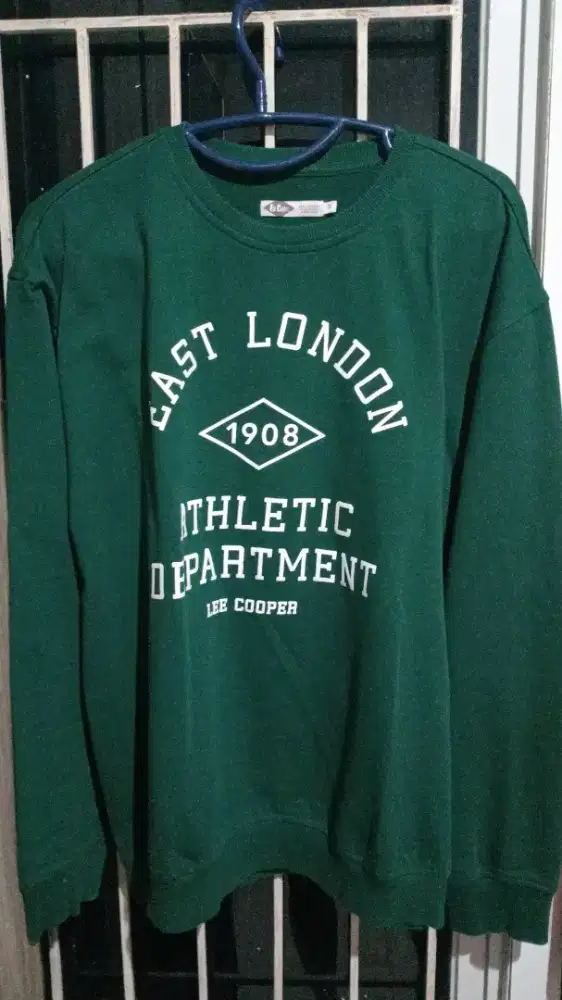 EAST LONDON
1908
ATHLETIC
DEPARTMENT
LEE COOPER